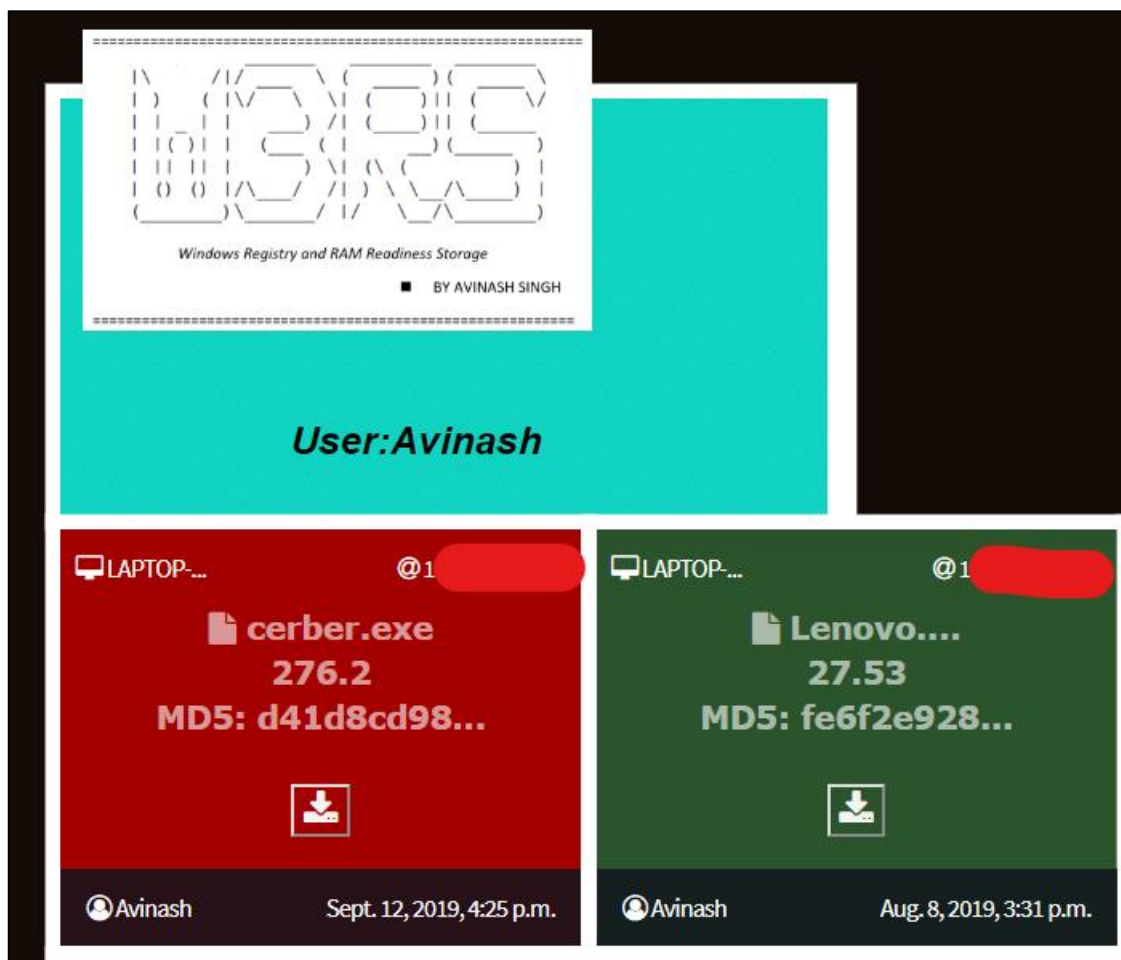 W3RS
Windows Registry and RAM Readiness Storage
■ BY AVINASH SINGH
User:Avinash
LAPTOP-...
@1
cerber.exe
276.2
MD5: d41d8cd98...
Avinash
Sept. 12, 2019, 4:25 p.m.
LAPTOP-...
@1
Lenovo....
27.53
MD5: fe6f2e928...
Avinash
Aug. 8, 2019, 3:31 p.m.